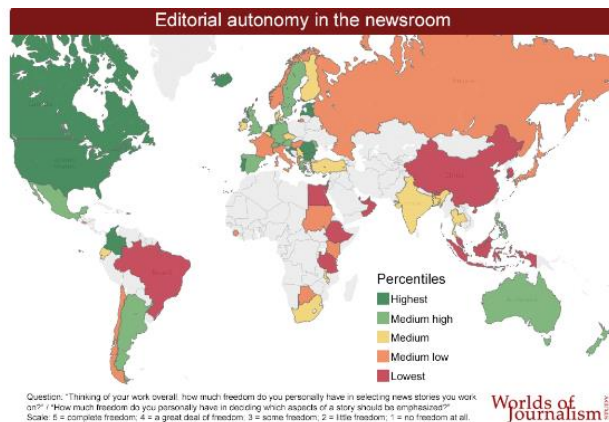 Editorial autonomy in the newsroom
Percentiles
Highest
Medium high
Medium
Medium low
Lowest
Question: "Thinking of your work overall, how much freedom do you personally have in selecting news stories you work
on?" / "How much freedom do you personally have in deciding which aspects of a story should be emphasized?"
Scale: 5 = complete freedom; 4 = a great deal of freedom; 3 = some freedom; 2 = little freedom; 1 = no freedom at all.
Worlds of
Journalism